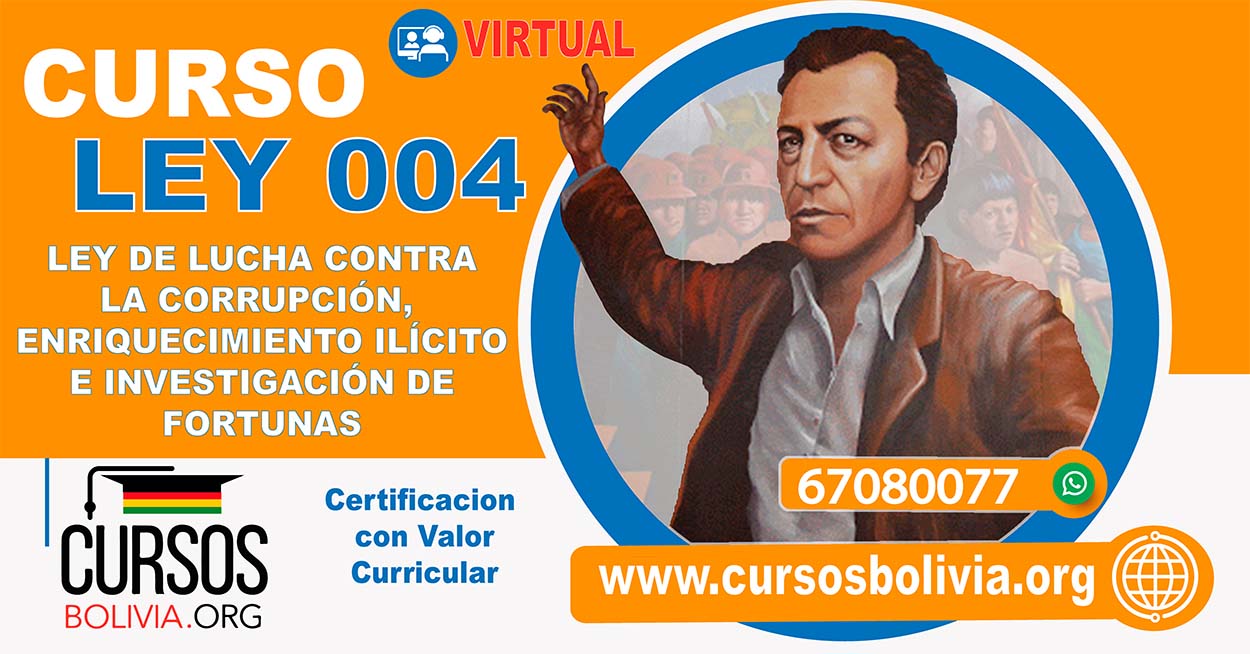 VIRTUAL
CURSO
LEY 004
LEY DE LUCHA CONTRA
LA CORRUPCIÓN,
ENRIQUECIMIENTO ILÍCITO
E INVESTIGACIÓN DE
FORTUNAS
CURSOS
BOLIVIA.ORG
Certificacion
con Valor
Curricular
67080077
www.cursosbolivia.org